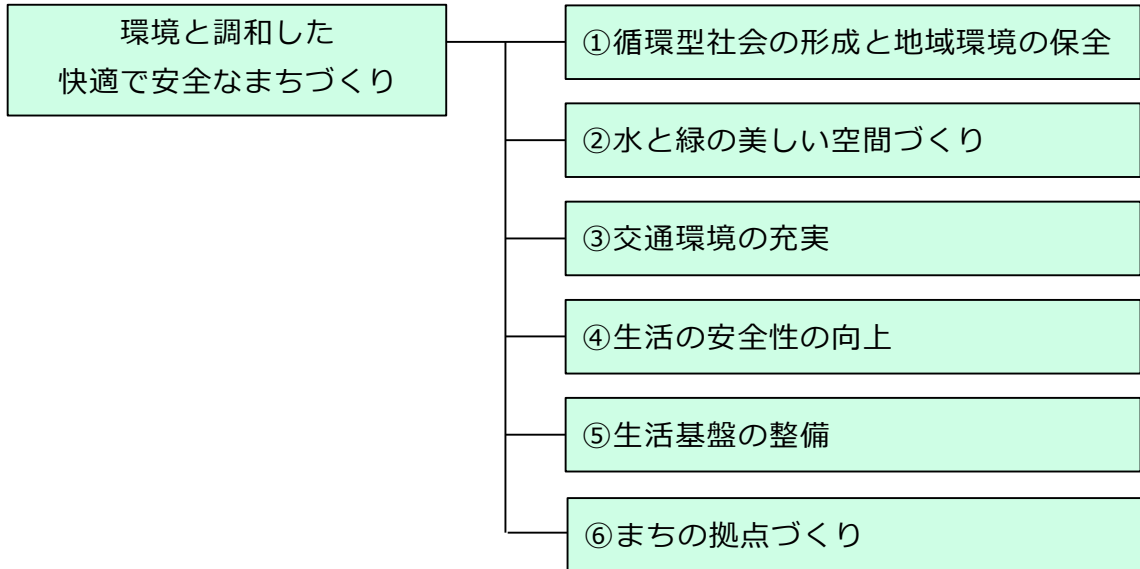 環境と調和した
快適で安全なまちづくり
①循環型社会の形成と地域環境の保全
②水と緑の美しい空間づくり
③交通環境の充実
④生活の安全性の向上
⑤生活基盤の整備
⑥まちの拠点づくり